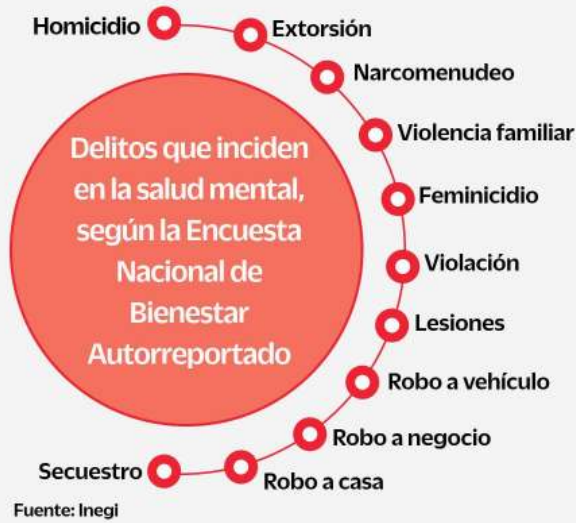 Homicidio
Extorsión
Narcomenudeo
Violencia familiar
Feminicidio
Violación
Lesiones
Robo a vehículo
Robo a negocio
Robo a casa
Secuestro
Delitos que inciden
en la salud mental,
según la Encuesta
Nacional de
Bienestar
Autorreportado
Fuente: Inegi